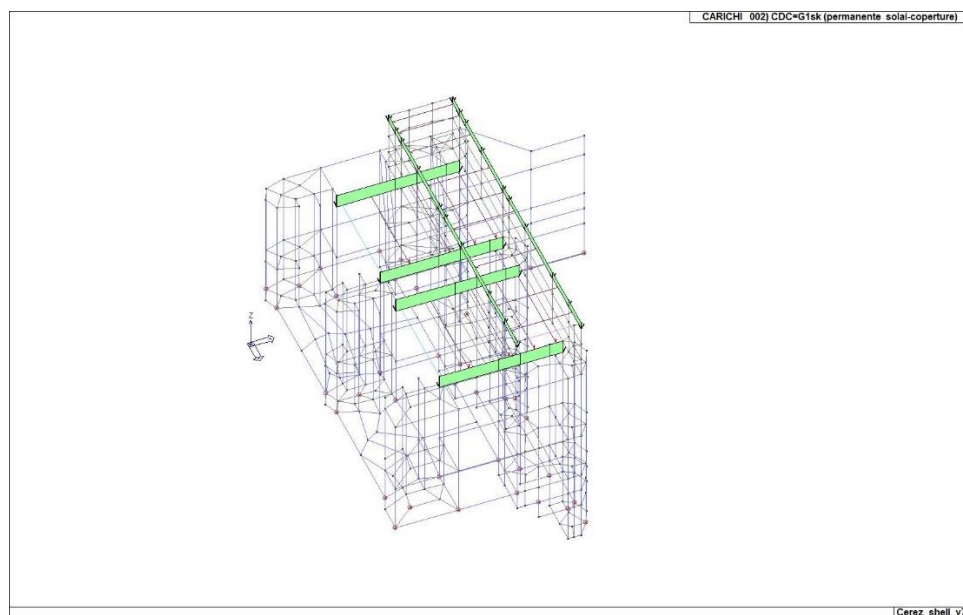 CARICHI 002) CDC=G1sk (permanente solai-coperture)
Z
Cerez_shell_v